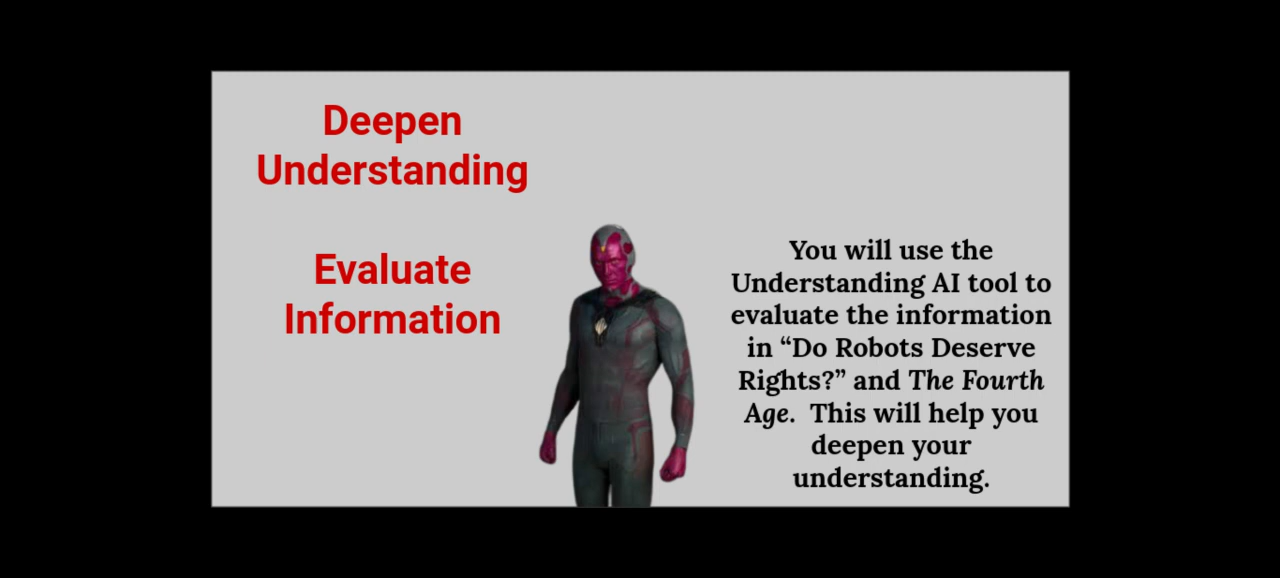 Deepen
Understanding
Evaluate
Information
You will use the
Understanding AI tool to
evaluate the information
in “Do Robots Deserve
Rights?” and The Fourth
Age.  This will help you
deepen your
understanding.